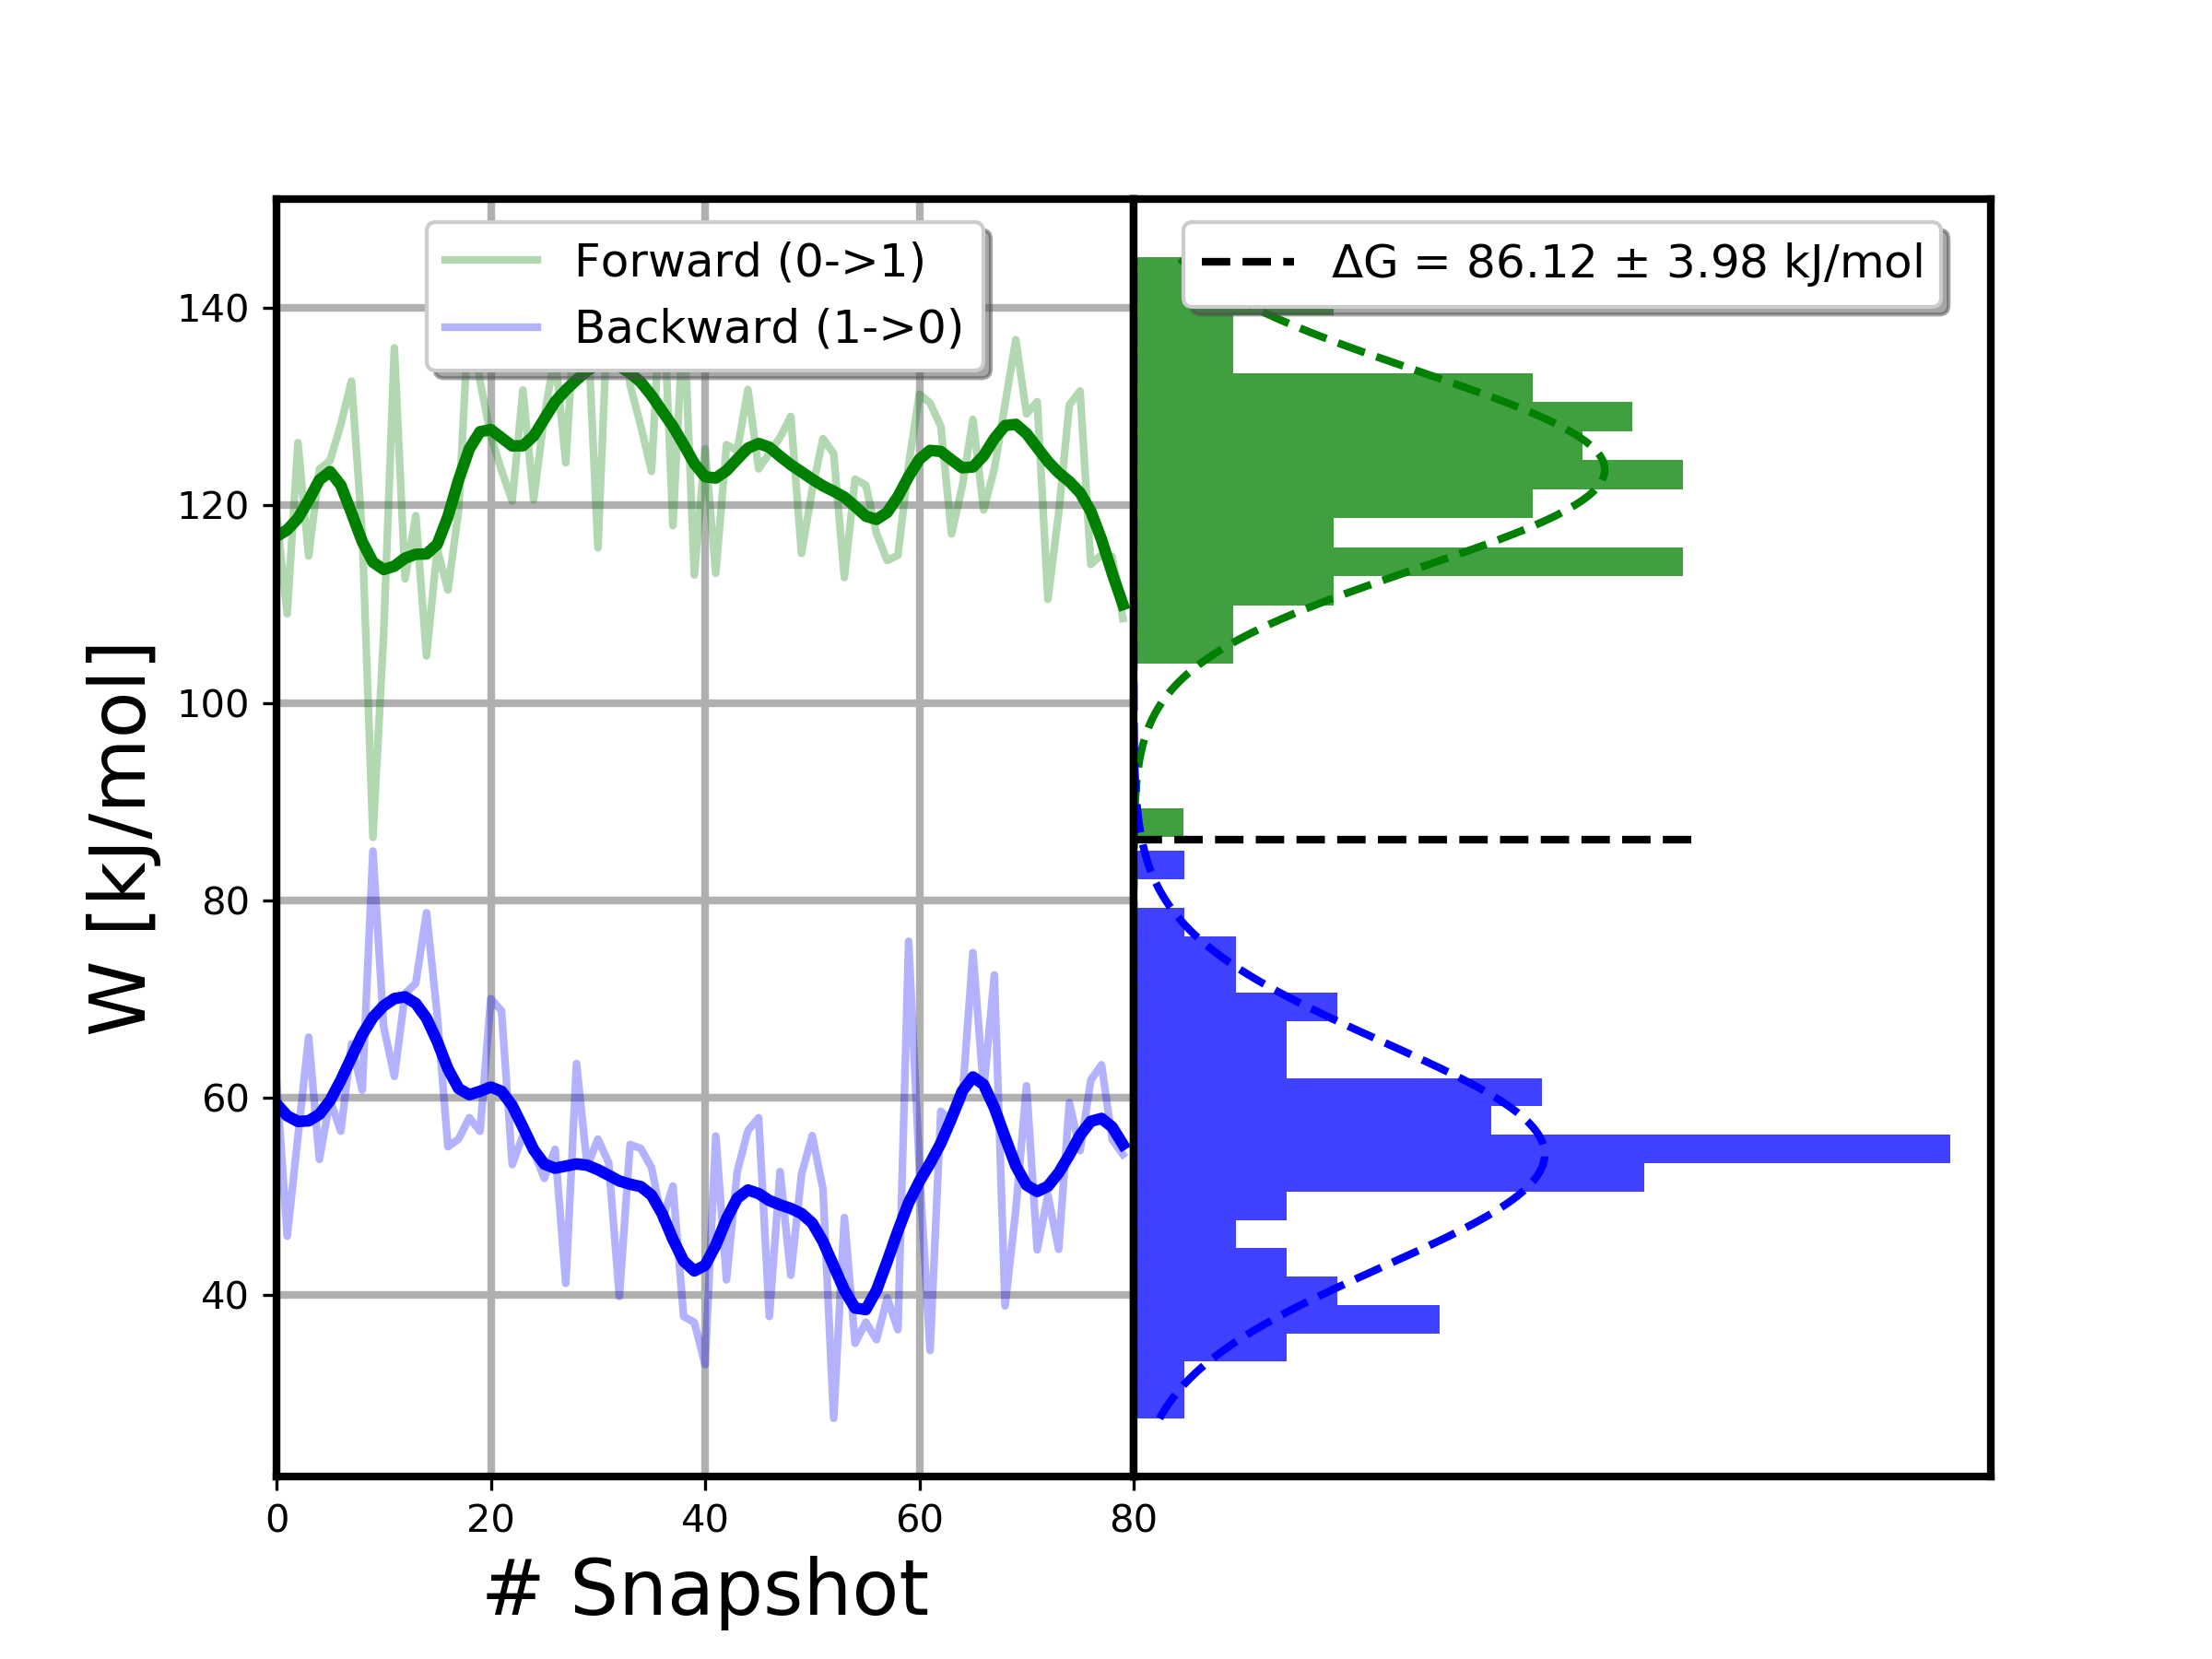 Forward (0->1)
Backward (1->0)
ΔG = 86.12 ± 3.98 kJ/mol
W [kJ/mol]
140
120
100
80
60
40
0 20 40 60 80
# Snapshot